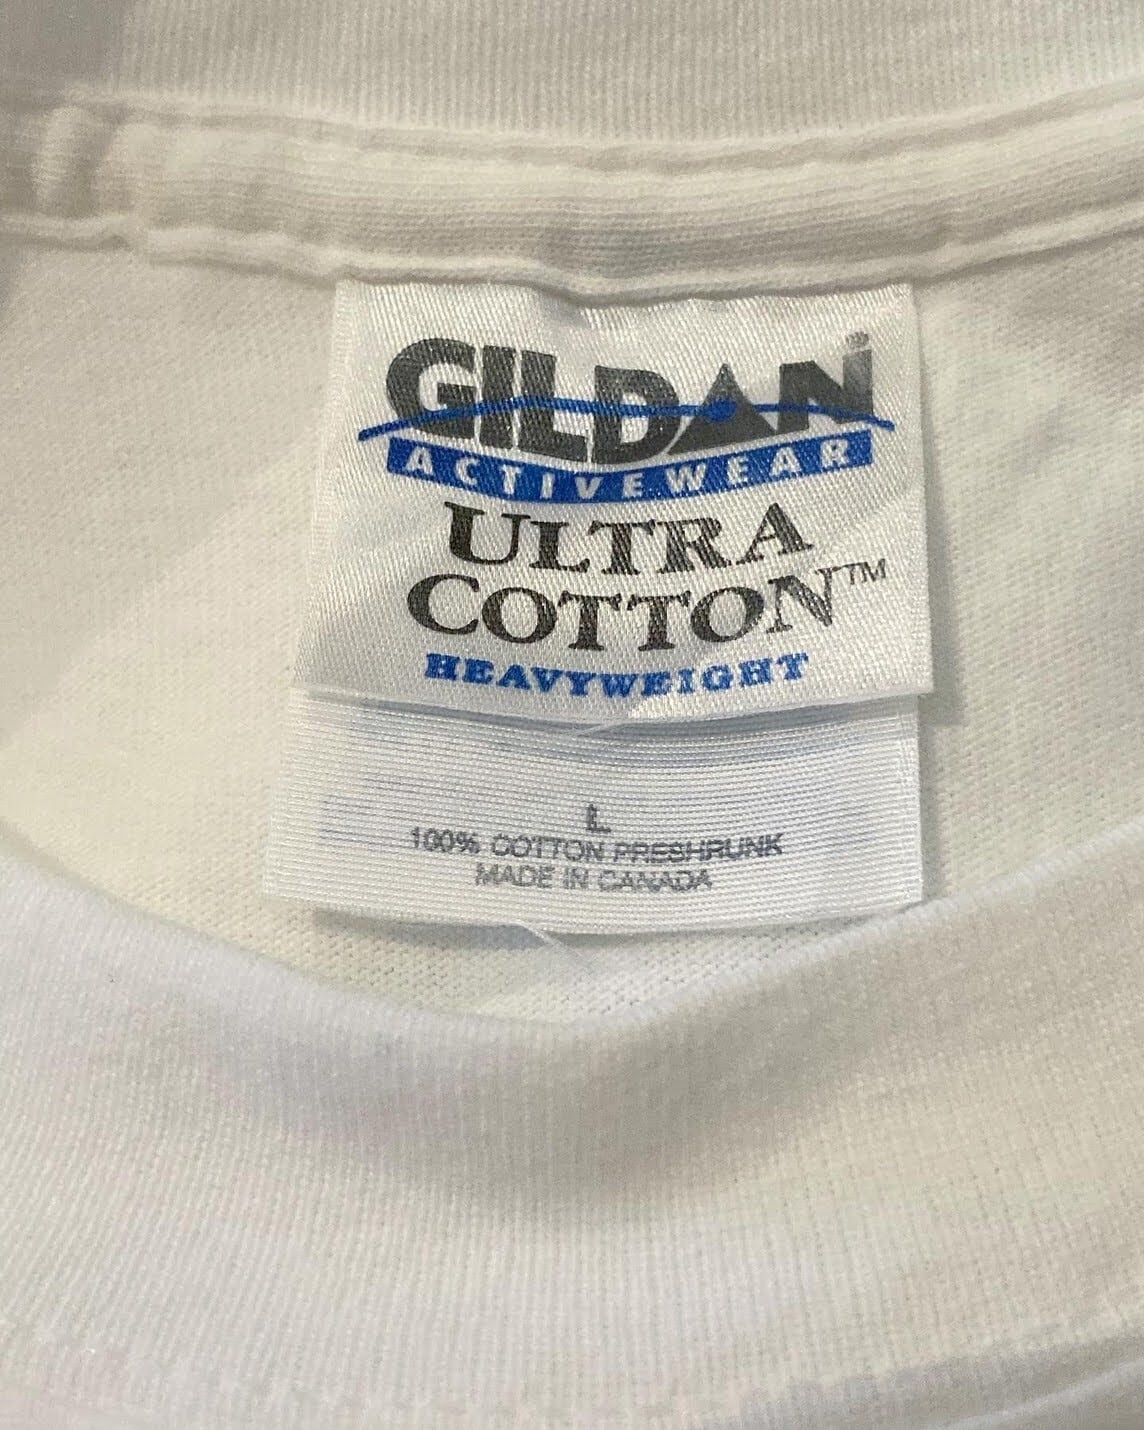 GILDAN
ACTIVEWEAR
ULTRA
COTTON™
HEAVYWEIGHT
L
100% COTTON PRESHRUNK
MADE IN CANADA